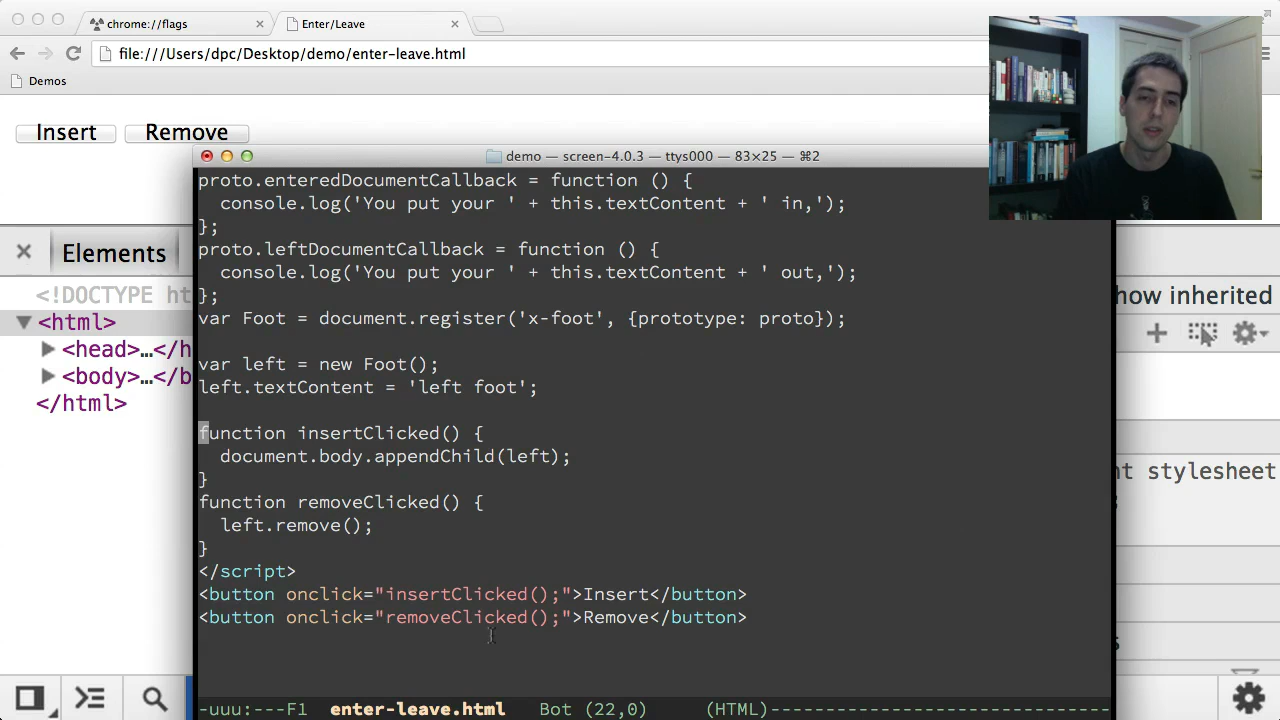 chrome://flags
Enter/Leave
file:///Users/dpc/Desktop/demo/enter-leave.html
Demos
Insert
Remove
demo — screen-4.0.3 — ttys000 — 83×25 — ⌘2
proto.enteredDocumentCallback = function () {
console.log('You put your ' + this.textContent + ' in,');
};
proto.leftDocumentCallback = function () {
console.log('You put your ' + this.textContent + ' out,');
};
var Foot = document.register('x-foot', {prototype: proto});
var left = new Foot();
left.textContent = 'left foot';
function insertClicked() {
document.body.appendChild(left);
}
function removeClicked() {
left.remove();
}
</script>
<button onclick="insertClicked();">Insert</button>
<button onclick="removeClicked();">Remove</button>
-uuu:---F1 enter-leave.html Bot (22,0) (HTML)----------------------------------
Elements
<!DOCTYPE ht
<html>
<head>…</h
<body>…</b
</html>
how inherited
nt stylesheet